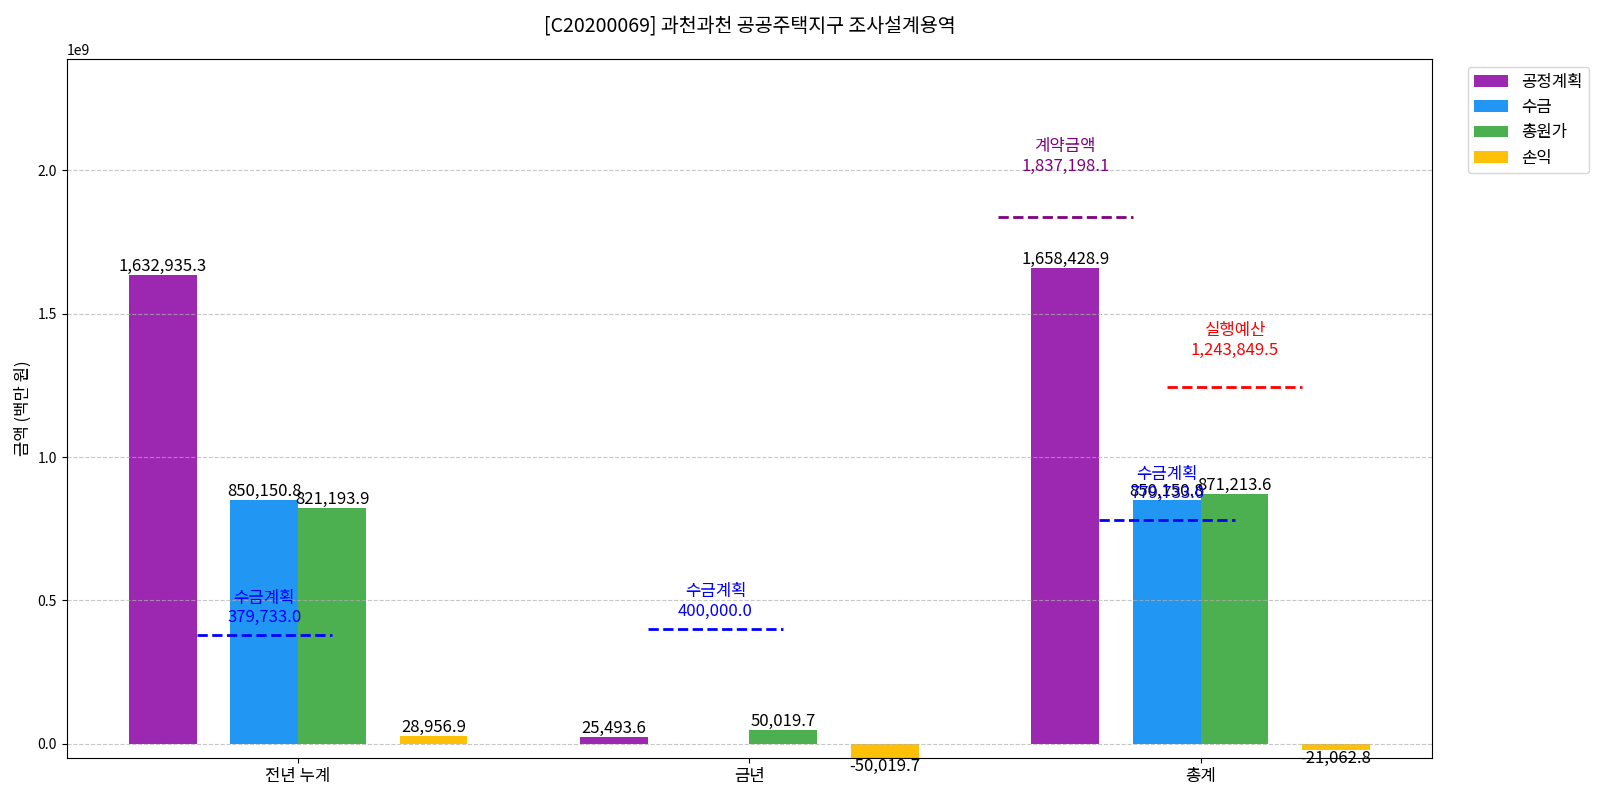 [C20200069] 과천과천 공공주택지구 조사설계용역
1e9
공정계획
수금
총원가
손익
금액 (백만 원)
2.0
1.5
1.0
0.5
0.0
계약금액
1,837,198.1
1,632,935.3
1,658,428.9
실행예산
1,243,849.5
850,150.8
821,193.9
수금계획
850,150.8
779,733.0
871,213.6
수금계획
379,733.0
수금계획
400,000.0
28,956.9
25,493.6
50,019.7
-50,019.7
-21,062.8
전년 누계
금년
총계